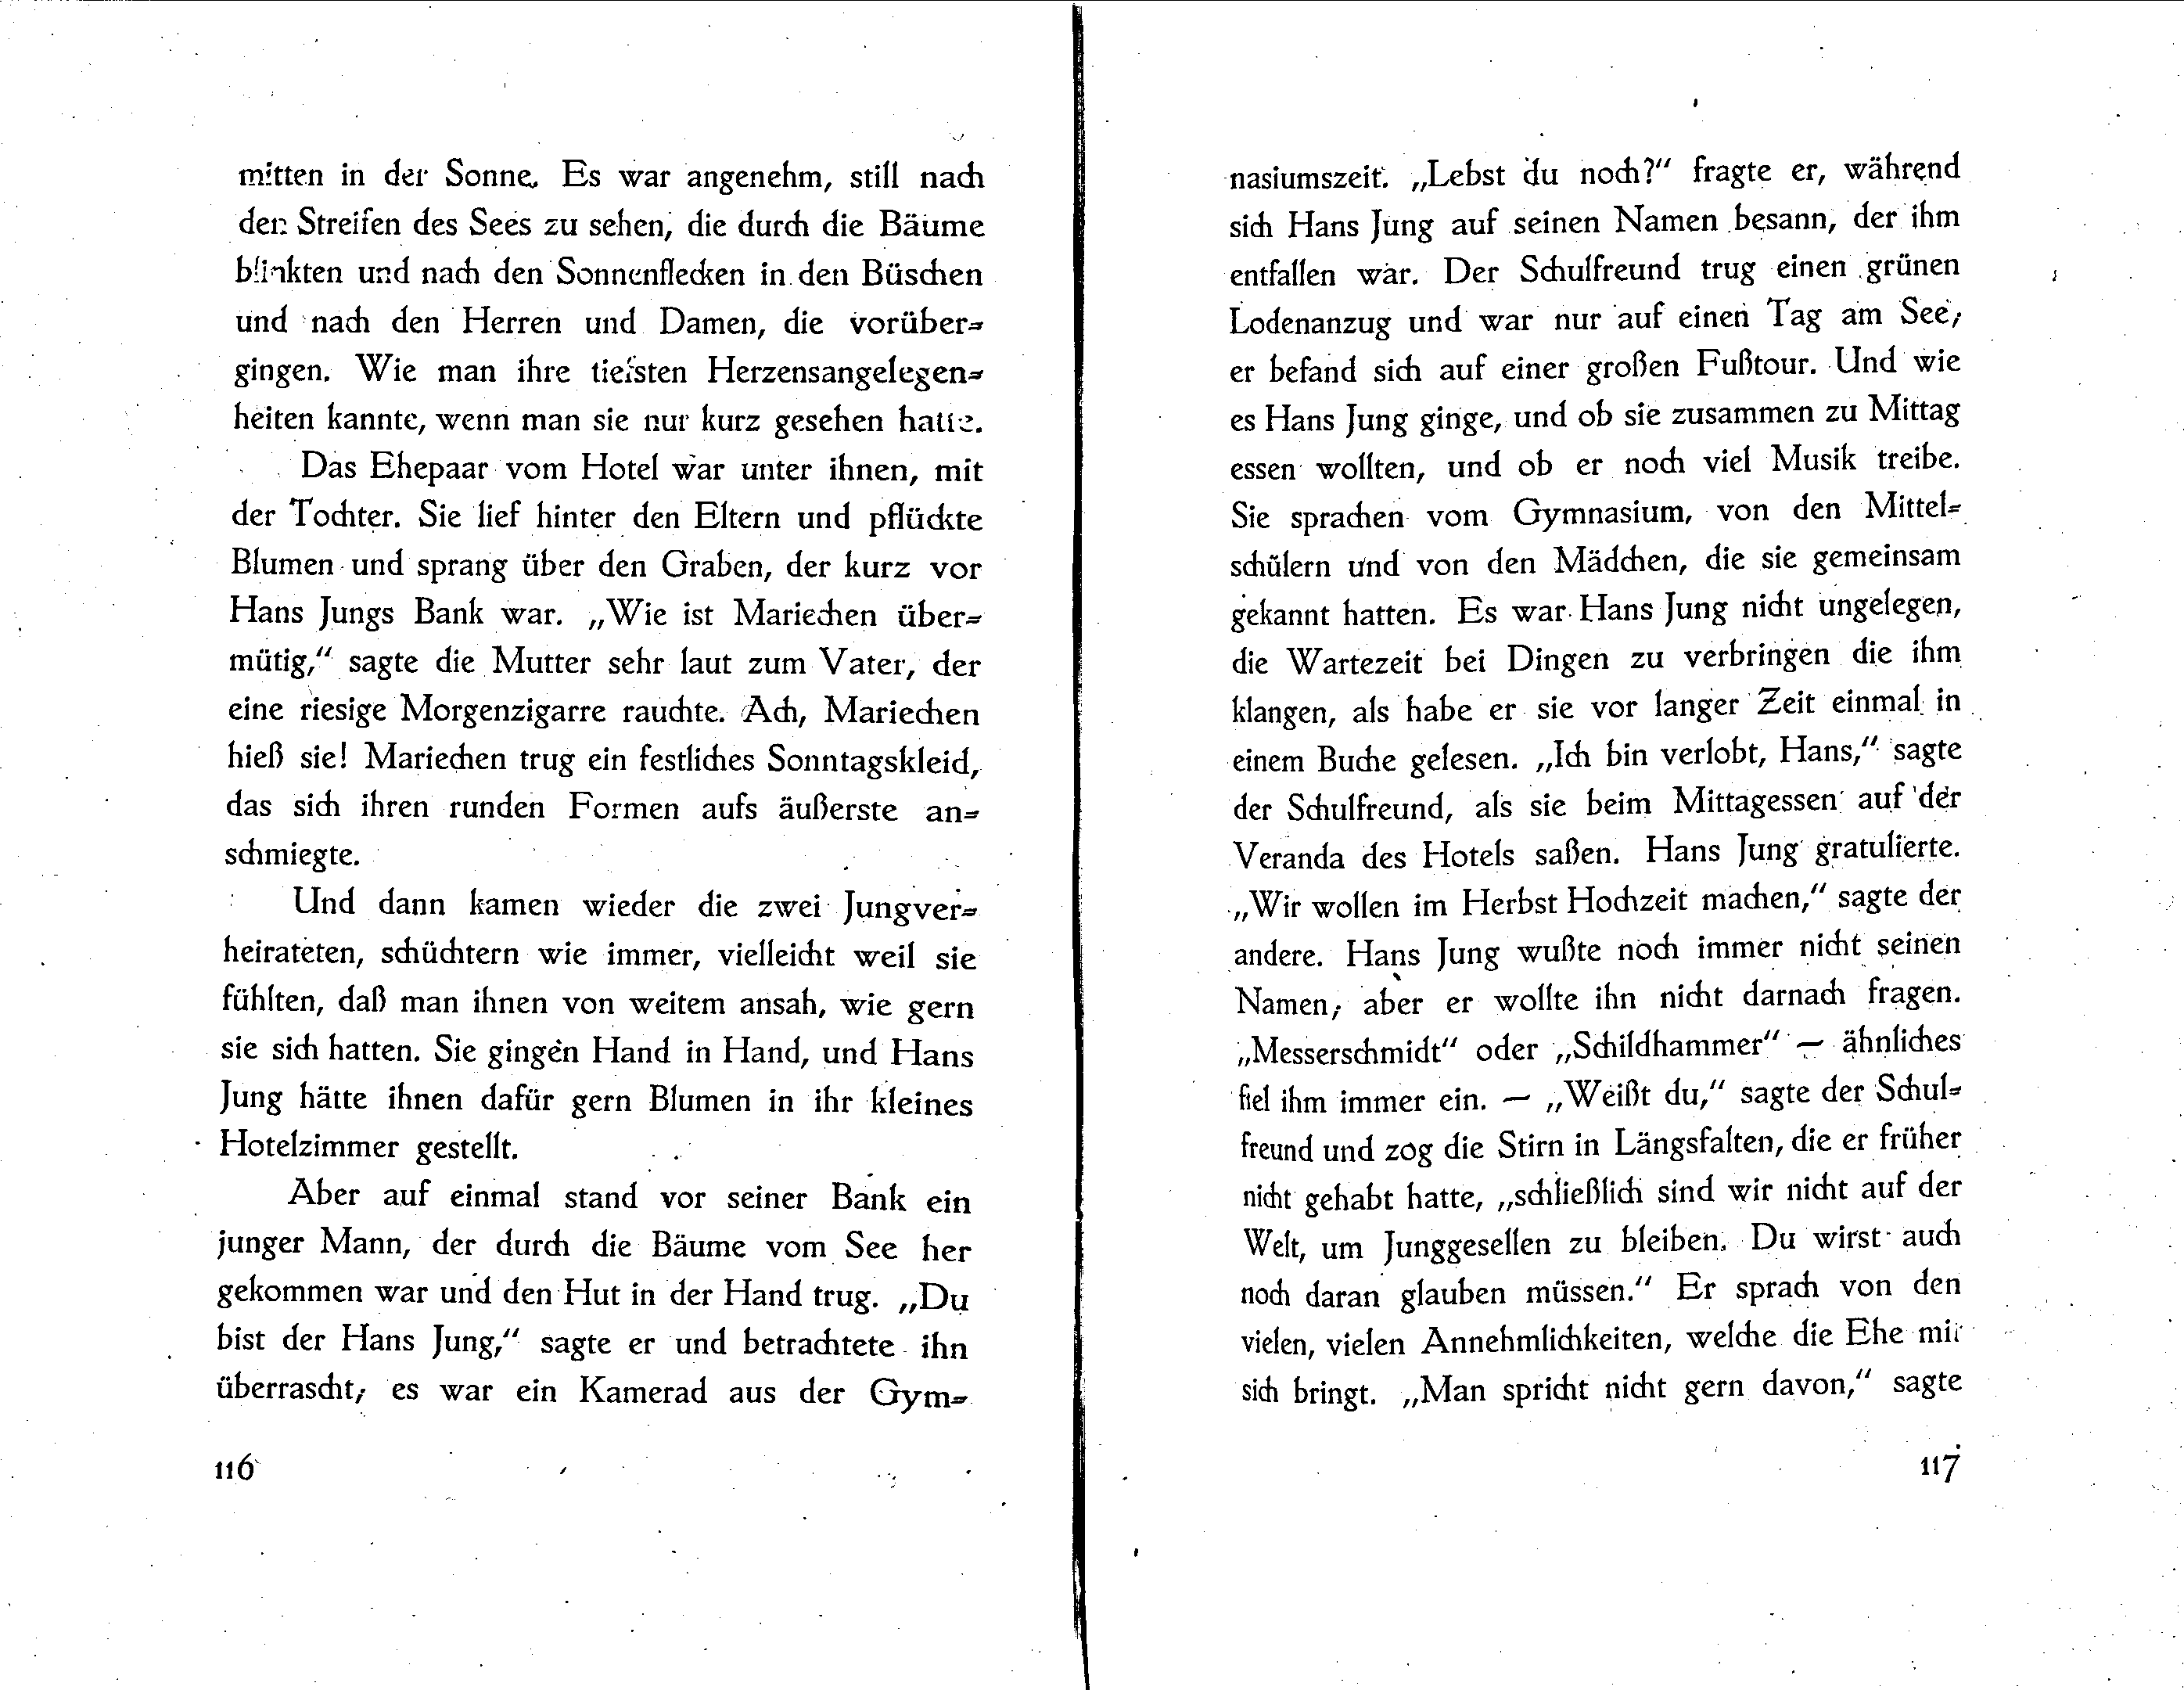 mitten in der Sonne. Es war angenehm, still nach
den Streifen des Sees zu sehen, die durch die Bäume
blinkten und nach den Sonnenflecken in den Büschen
und nach den Herren und Damen, die vorüber-
gingen. Wie man ihre tiefsten Herzensangelegen-
heiten kannte, wenn man sie nur kurz gesehen hatte.
Das Ehepaar vom Hotel war unter ihnen, mit
der Tochter. Sie lief hinter den Eltern und pflückte
Blumen und sprang über den Graben, der kurz vor
Hans Jungs Bank war. „Wie ist Mariechen über-
mütig,“ sagte die Mutter sehr laut zum Vater, der
eine riesige Morgenzigarre rauchte. Ach, Mariechen
hieß sie! Mariechen trug ein festliches Sonntagskleid,
das sich ihren runden Formen aufs äußerste an-
schmiegte.
Und dann kamen wieder die zwei Jungver-
heirateten, schüchtern wie immer, vielleicht weil sie
fühlten, daß man ihnen von weitem ansah, wie gern
sie sich hatten. Sie gingen Hand in Hand, und Hans
Jung hätte ihnen dafür gern Blumen in ihr kleines
Hotelzimmer gestellt.
Aber auf einmal stand vor seiner Bank ein
junger Mann, der durch die Bäume vom See her
gekommen war und den Hut in der Hand trug. „Du
bist der Hans Jung,“ sagte er und betrachtete ihn
überrascht; es war ein Kamerad aus der Gym-
116
nasiumszeit. „Lebst du noch?“ fragte er, während
sich Hans Jung auf seinen Namen besann, der ihm
entfallen war. Der Schulfreund trug einen grünen
Lodenanzug und war nur auf einen Tag am See;
er befand sich auf einer großen Fußtour. Und wie
es Hans Jung ginge, und ob sie zusammen zu Mittag
essen wollten, und ob er noch viel Musik treibe.
Sie sprachen vom Gymnasium, von den Mittel-
schülern und von den Mädchen, die sie gemeinsam
gekannt hatten. Es war Hans Jung nicht ungelegen,
die Wartezeit bei Dingen zu verbringen die ihm
klangen, als habe er sie vor langer Zeit einmal in
einem Buche gelesen. „Ich bin verlobt, Hans,“ sagte
der Schulfreund, als sie beim Mittagessen auf der
Veranda des Hotels saßen. Hans Jung gratulierte.
„Wir wollen im Herbst Hochzeit machen,“ sagte der
andere. Hans Jung wußte noch immer nicht seinen
Namen; aber er wollte ihn nicht darnach fragen.
„Messerschmidt“ oder „Schildhammer“ — ähnliches
fiel ihm immer ein. — „Weißt du,“ sagte der Schul-
freund und zog die Stirn in Längsfalten, die er früher
nicht gehabt hatte, „schließlich sind wir nicht auf der
Welt, um Junggesellen zu bleiben. Du wirst auch
noch daran glauben müssen.“ Er sprach von den
vielen, vielen Annehmlichkeiten, welche die Ehe mit
sich bringt. „Man spricht nicht gern davon,“ sagte
117